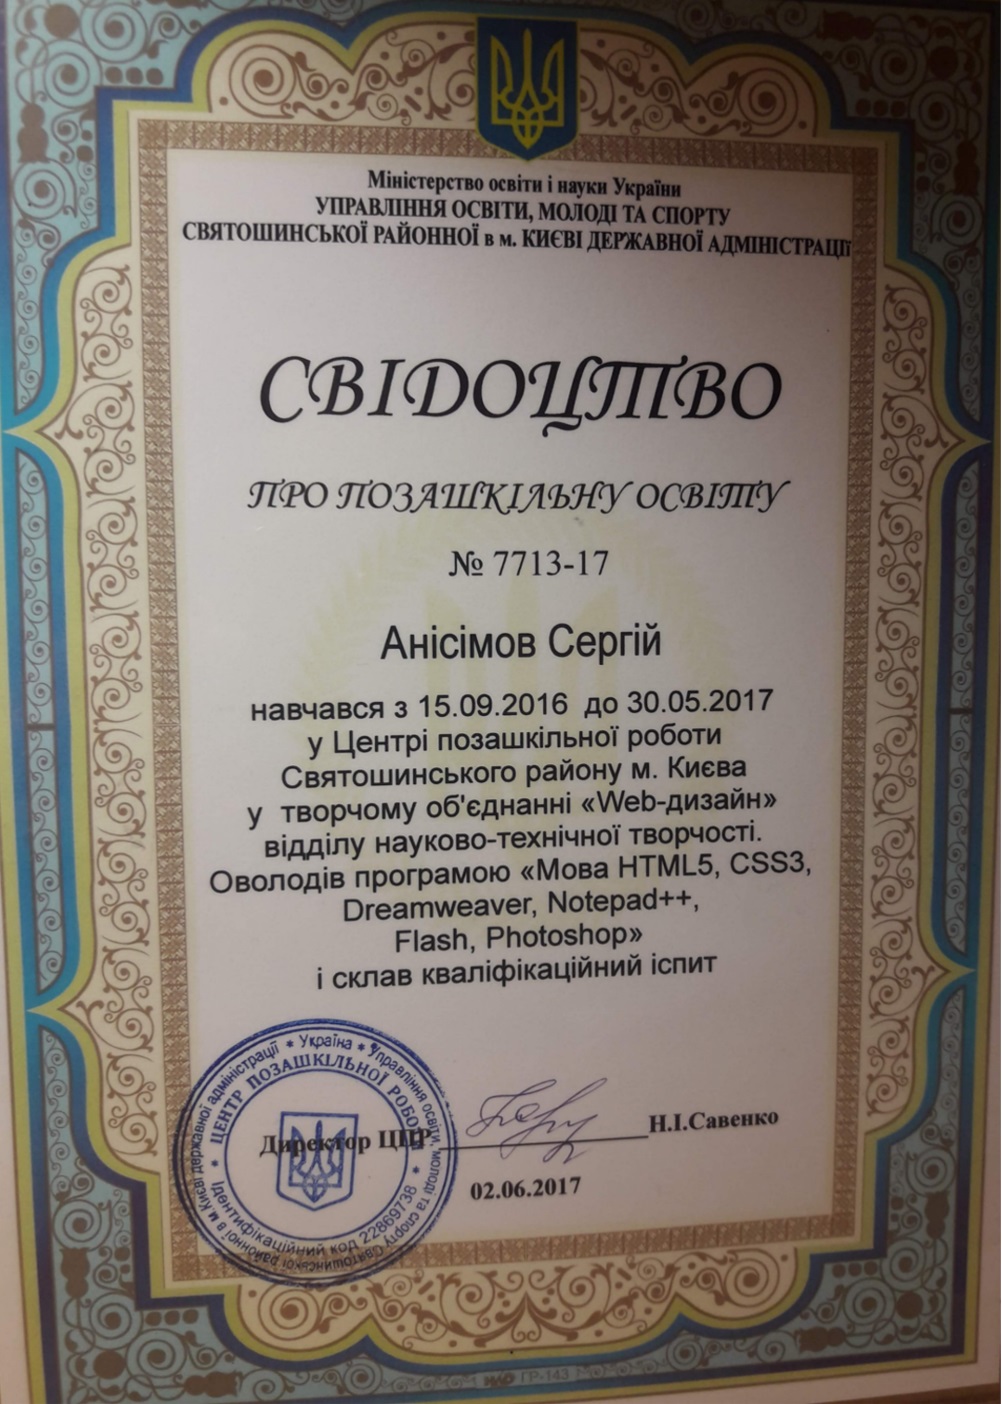 Міністерство освіти і науки України
УПРАВЛІННЯ ОСВІТИ, МОЛОДІ ТА СПОРТУ
СВЯТОШИНСЬКОЇ РАЙОННОЇ в м. КИЄВІ ДЕРЖАВНОЇ АДМІНІСТРАЦІЇ
СВІДОЦТВО
ПРО ПОЗАШКІЛЬНУ ОСВІТУ
№ 7713-17
Анісімов Сергій
навчався з 15.09.2016 до 30.05.2017
у Центрі позашкільної роботи
Святошинського району м. Києва
у творчому об'єднанні «Web-дизайн»
відділу науково-технічної творчості.
Оволодів програмою «Мова HTML5, CSS3,
Dreamweaver, Notepad++,
Flash, Photoshop»
і склав кваліфікаційний іспит
* Україна * Управління освіти, молоді та спорту Святошинської районної в м.Києві державної адміністрації
* ЦЕНТР ПОЗАШКІЛЬНОЇ РОБОТИ *
Ідентифікаційний код 22869738
Директор ЦПР Н.І.Савенко
02.06.2017
ГР-143